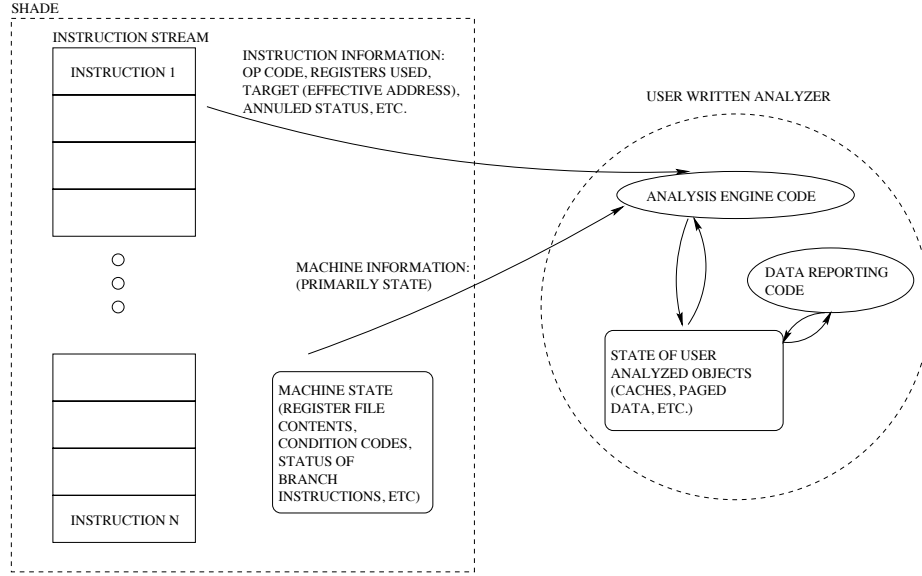 SHADE
INSTRUCTION STREAM
INSTRUCTION 1
INSTRUCTION INFORMATION:
OP CODE, REGISTERS USED,
TARGET (EFFECTIVE ADDRESS),
ANNULED STATUS, ETC.
USER WRITTEN ANALYZER
ANALYSIS ENGINE CODE
MACHINE INFORMATION:
(PRIMARILY STATE)
DATA REPORTING
CODE
STATE OF USER
ANALYZED OBJECTS
(CACHES, PAGED
DATA, ETC.)
MACHINE STATE
(REGISTER FILE
CONTENTS,
CONDITION CODES,
STATUS OF
BRANCH
INSTRUCTIONS, ETC)
INSTRUCTION N